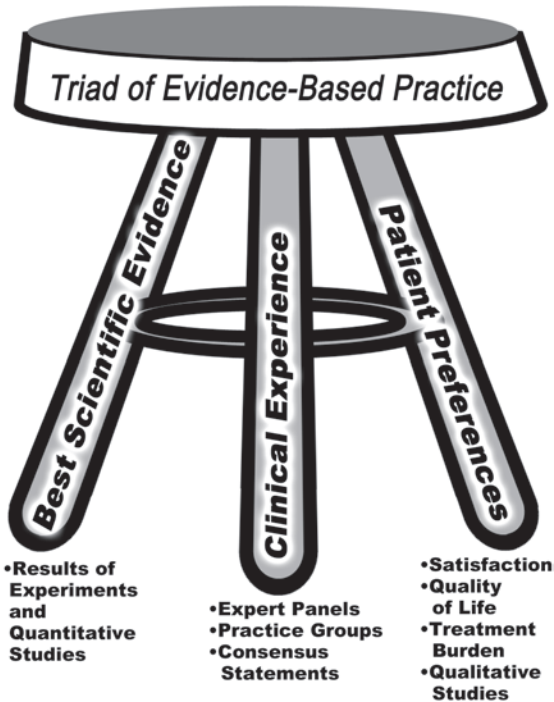 Triad of Evidence-Based Practice
Best Scientific Evidence
Clinical Experience
Patient Preferences
•Results of
Experiments
and
Quantitative
Studies
•Expert Panels
•Practice Groups
•Consensus
Statements
•Satisfaction
•Quality
of Life
•Treatment
Burden
•Qualitative
Studies